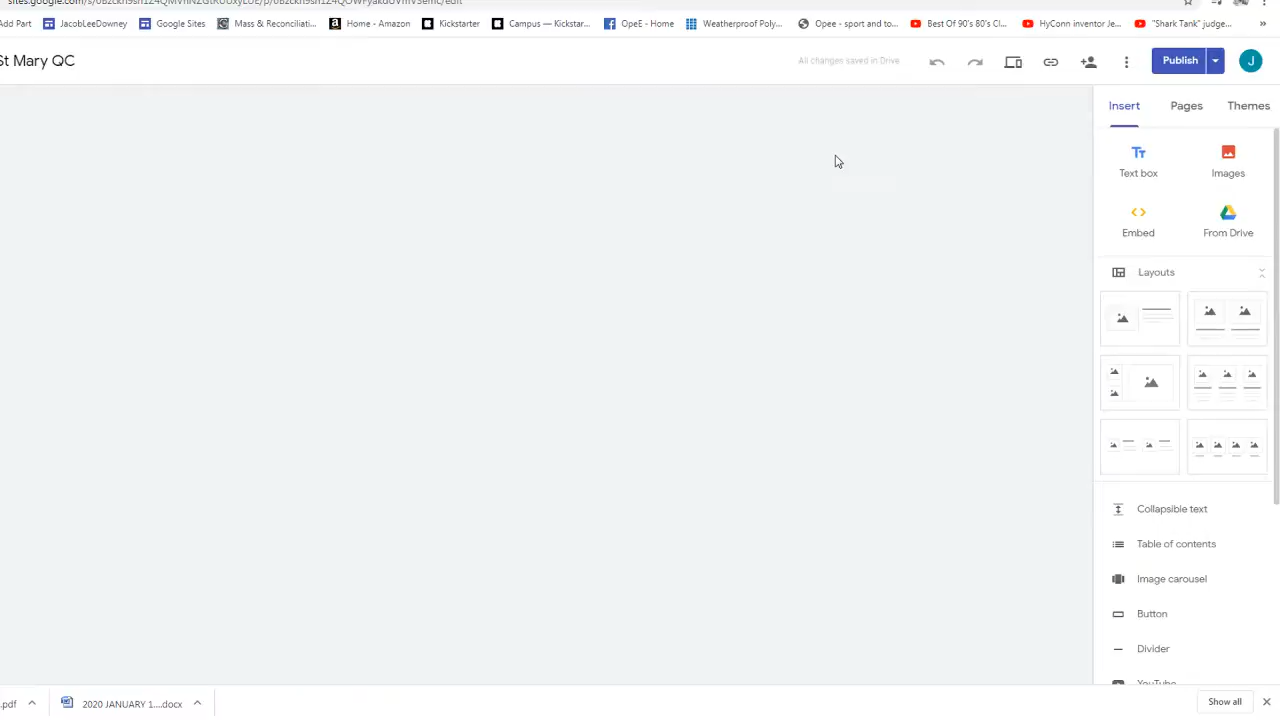 Add Part JacobLeeDowney Google Sites Mass & Reconciliati... Home - Amazon Kickstarter Campus — Kickstar... OpeE - Home Weatherproof Poly... Opee - sport and to... Best Of 90's 80's Cl... HyConn inventor Je... "Shark Tank" judge... »
St Mary QC All changes saved in Drive Publish J
Insert Pages Themes
Text box Images
Embed From Drive
Layouts
Collapsible text
Table of contents
Image carousel
Button
Divider
YouTube
.pdf 2020 JANUARY 1....docx Show all